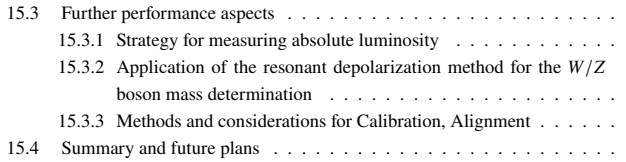 15.3 Further performance aspects . . . . . . . . . . . . . . . . . . . . . . . .
15.3.1 Strategy for measuring absolute luminosity . . . . . . . . . . . .
15.3.2 Application of the resonant depolarization method for the W/Z
boson mass determination . . . . . . . . . . . . . . . . . . . . .
15.3.3 Methods and considerations for Calibration, Alignment . . . . . .
15.4 Summary and future plans . . . . . . . . . . . . . . . . . . . . . . . . .